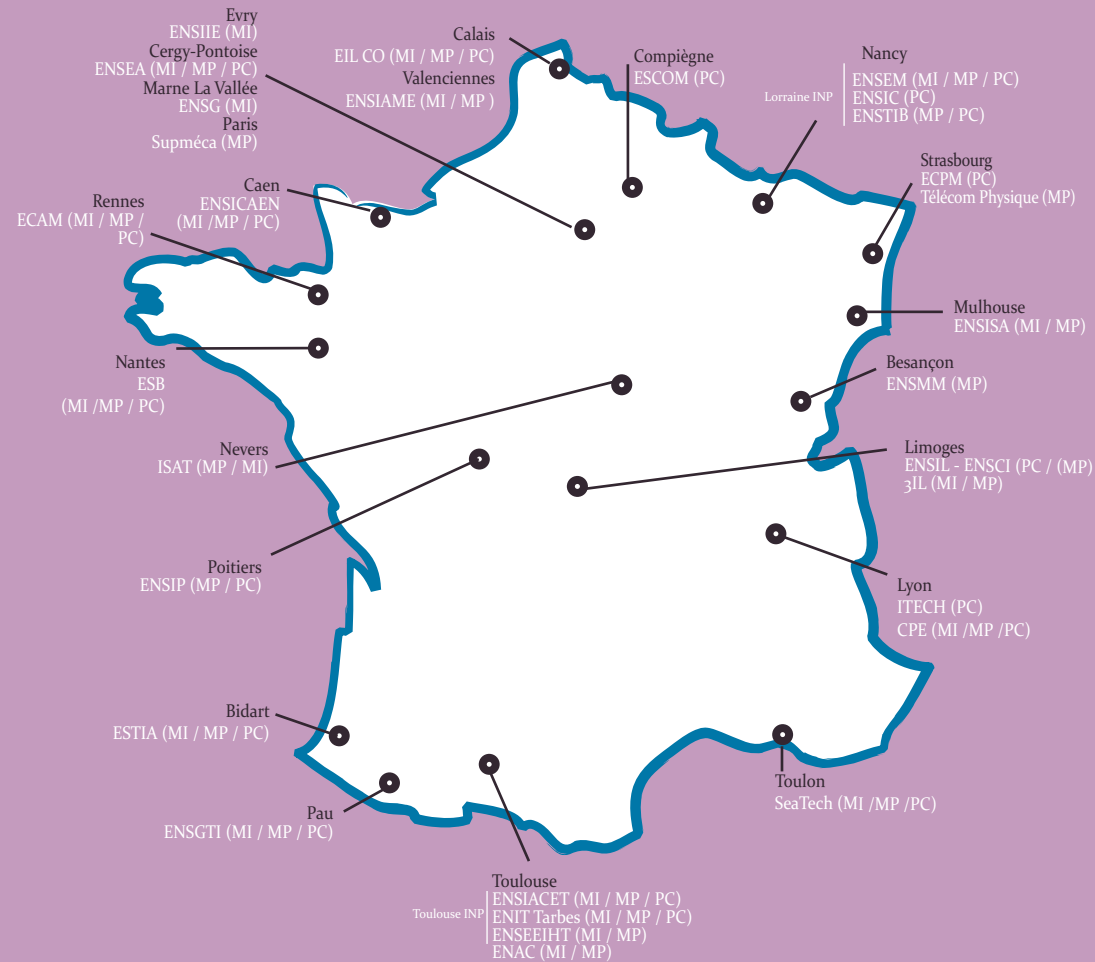 Evry
ENSIIE (MI)
Cergy-Pontoise
ENSEA (MI / MP / PC)
Marne La Vallée
ENSG (MI)
Paris
Supméca (MP)
Calais
EIL CO (MI / MP / PC)
Valenciennes
ENSIAME (MI / MP )
Compiègne
ESCOM (PC)
Nancy
Lorraine INP
ENSEM (MI / MP / PC)
ENSIC (PC)
ENSTIB (MP / PC)
Strasbourg
ECPM (PC)
Télécom Physique (MP)
Caen
ENSICAEN
(MI /MP / PC)
Rennes
ECAM (MI / MP /
PC)
Mulhouse
ENSISA (MI / MP)
Nantes
ESB
(MI /MP / PC)
Besançon
ENSMM (MP)
Nevers
ISAT (MP / MI)
Limoges
ENSIL - ENSCI (PC / (MP)
3IL (MI / MP)
Poitiers
ENSIP (MP / PC)
Lyon
ITECH (PC)
CPE (MI /MP /PC)
Bidart
ESTIA (MI / MP / PC)
Toulon
SeaTech (MI /MP /PC)
Pau
ENSGTI (MI / MP / PC)
Toulouse
Toulouse INP
ENSIACET (MI / MP / PC)
ENIT Tarbes (MI / MP / PC)
ENSEEIHT (MI / MP)
ENAC (MI / MP)